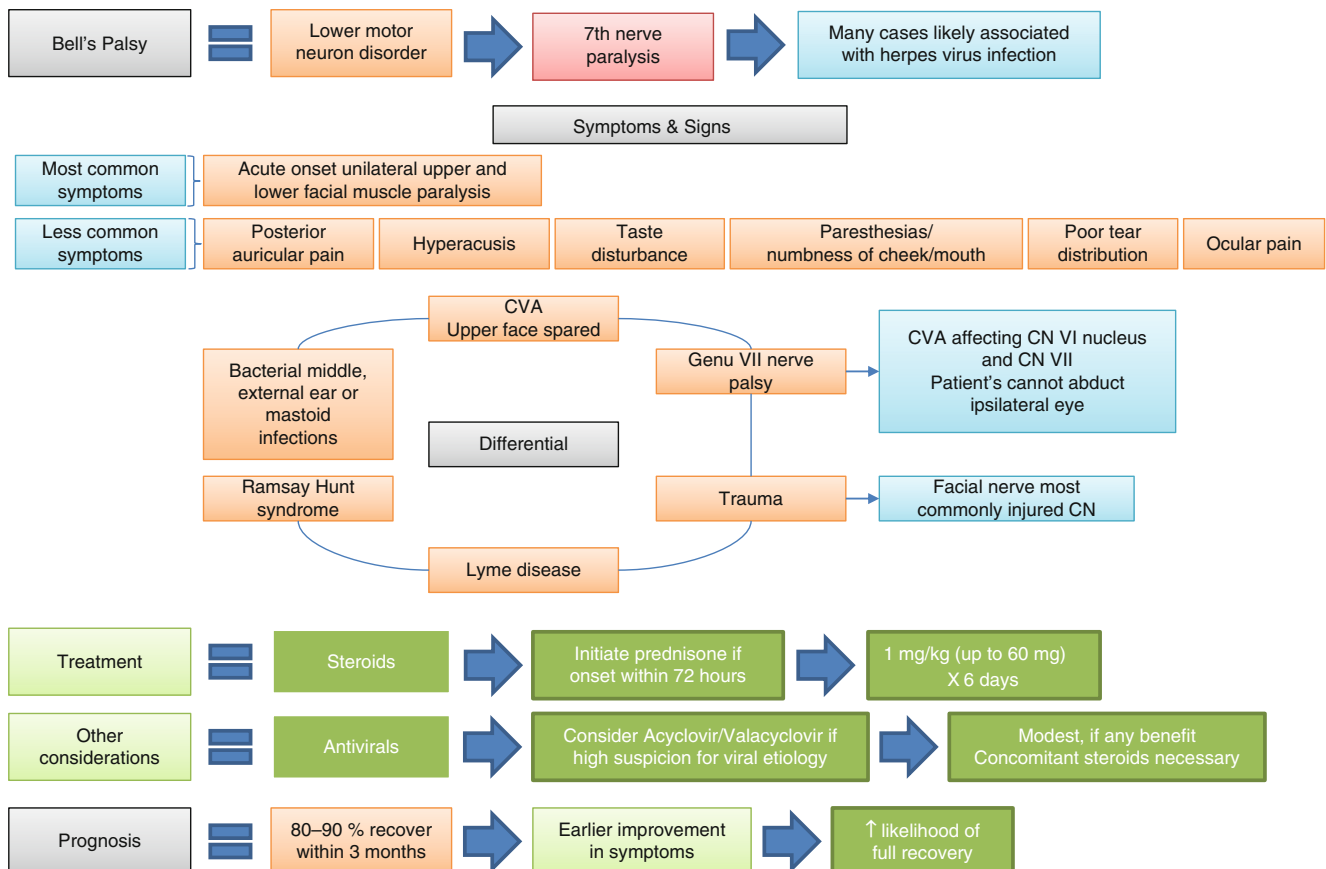 Bell's Palsy
Lower motor
neuron disorder
7th nerve
paralysis
Many cases likely associated
with herpes virus infection
Symptoms & Signs
Most common
symptoms
Acute onset unilateral upper and
lower facial muscle paralysis
Less common
symptoms
Posterior
auricular pain
Hyperacusis
Taste
disturbance
Paresthesias/
numbness of cheek/mouth
Poor tear
distribution
Ocular pain
CVA
Upper face spared
Bacterial middle,
external ear or
mastoid
infections
Genu VII nerve
palsy
CVA affecting CN VI nucleus
and CN VII
Patient's cannot abduct
ipsilateral eye
Differential
Ramsay Hunt
syndrome
Trauma
Facial nerve most
commonly injured CN
Lyme disease
Treatment
Steroids
Initiate prednisone if
onset within 72 hours
1 mg/kg (up to 60 mg)
X 6 days
Other
considerations
Antivirals
Consider Acyclovir/Valacyclovir if
high suspicion for viral etiology
Modest, if any benefit
Concomitant steroids necessary
Prognosis
80–90 % recover
within 3 months
Earlier improvement
in symptoms
↑ likelihood of
full recovery